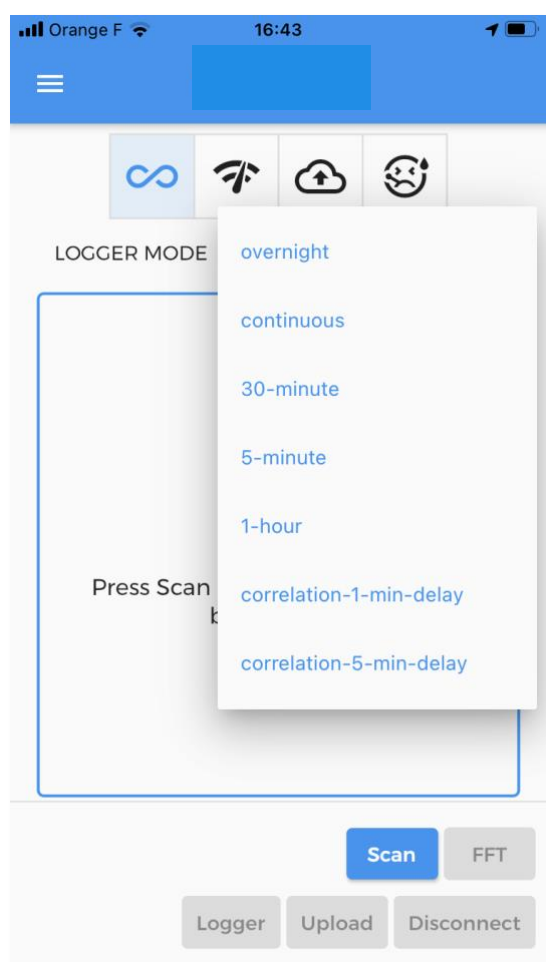 Orange F 16:43
LOGGER MODE
overnight
continuous
30-minute
5-minute
1-hour
correlation-1-min-delay
correlation-5-min-delay
Press Scan
b
Scan FFT
Logger Upload Disconnect